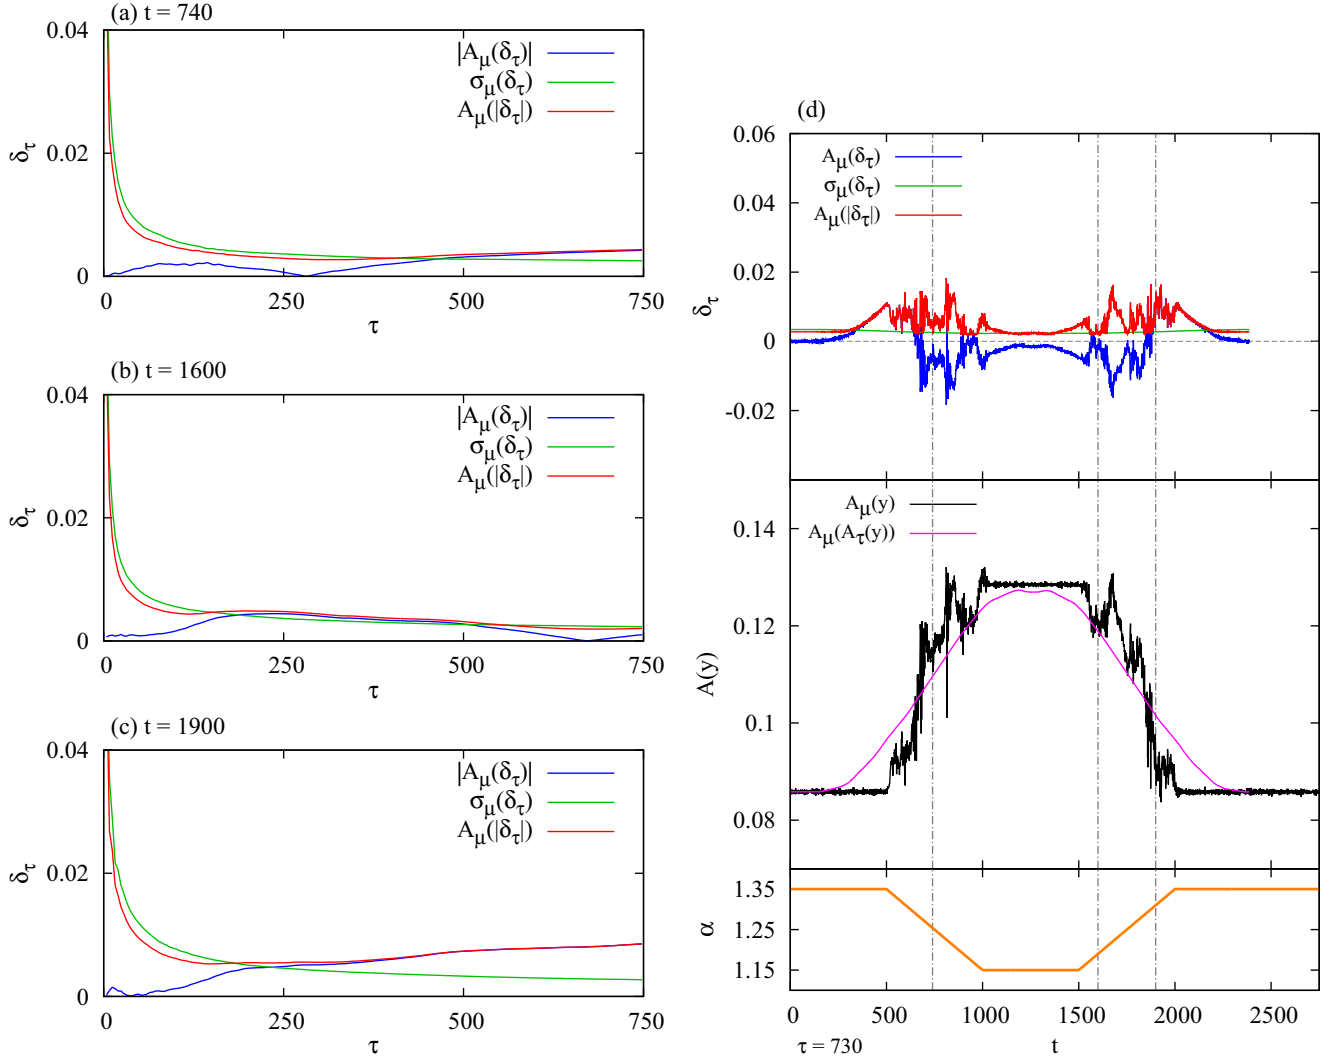 (a) t = 740
0.04
0.02
0
δτ
|Aμ(δτ)|
σμ(δτ)
Aμ(|δτ|)
0 250 500 750
τ
(b) t = 1600
0.04
0.02
0
δτ
|Aμ(δτ)|
σμ(δτ)
Aμ(|δτ|)
0 250 500 750
τ
(c) t = 1900
0.04
0.02
0
δτ
|Aμ(δτ)|
σμ(δτ)
Aμ(|δτ|)
0 250 500 750
τ
(d)
0.06
0.04
0.02
0
-0.02
δτ
Aμ(δτ)
σμ(δτ)
Aμ(|δτ|)
0.14
0.12
0.1
0.08
A(y)
Aμ(y)
Aμ(Aτ(y))
1.35
1.25
1.15
α
0 500 1000 1500 2000 2500
τ = 730
t